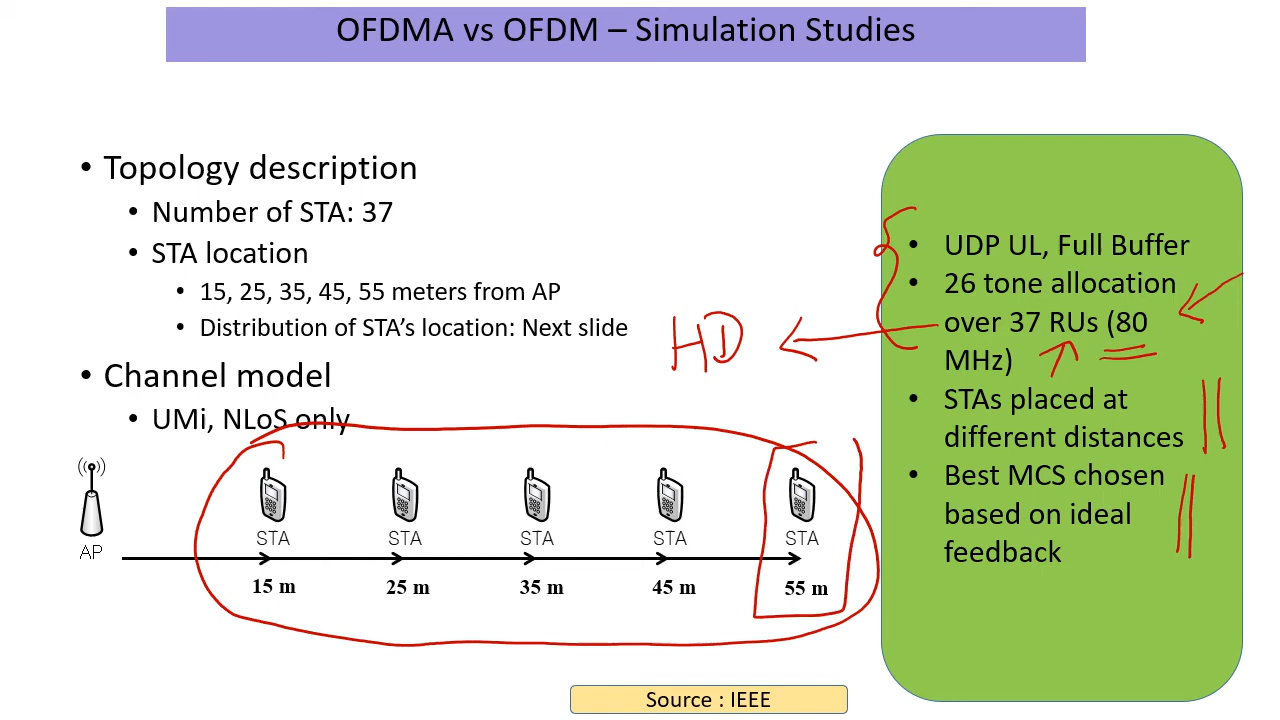 OFDMA vs OFDM – Simulation Studies
• Topology description
• Number of STA: 37
• STA location
• 15, 25, 35, 45, 55 meters from AP
• Distribution of STA's location: Next slide
• Channel model
• UMi, NLoS only
HD
• UDP UL, Full Buffer
• 26 tone allocation
over 37 RUs (80
MHz)
• STAs placed at
different distances
• Best MCS chosen
based on ideal
feedback
AP
STA STA STA STA STA
15 m 25 m 35 m 45 m 55 m
Source : IEEE